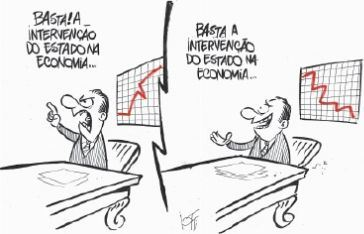 BASTA! A
INTERVENÇÃO
DO ESTADO NA
ECONOMIA...
BASTA A
INTERVENÇÃO
DO ESTADO NA
ECONOMIA...